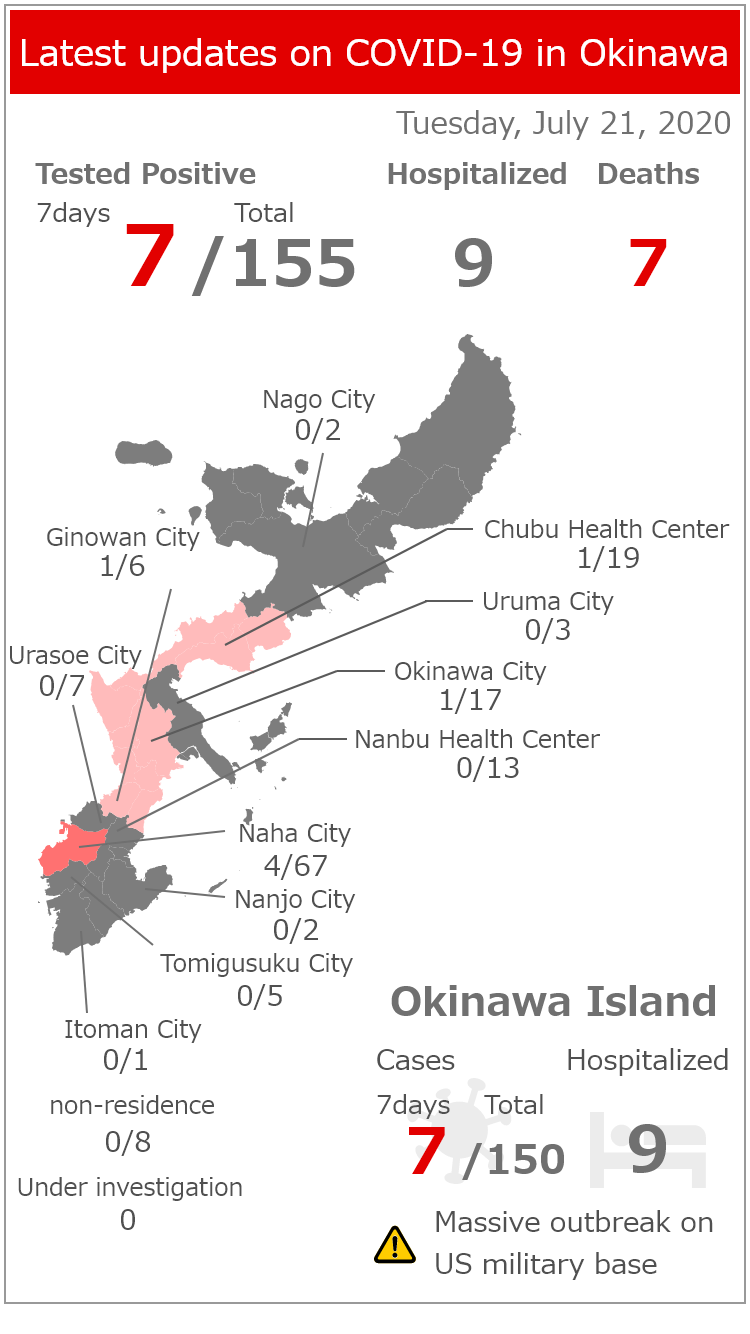 Latest updates on COVID-19 in Okinawa
Tuesday, July 21, 2020
Tested Positive
Hospitalized
Deaths
7days
Total
7 /155
9
7
Nago City
0/2
Ginowan City
1/6
Chubu Health Center
1/19
Uruma City
0/3
Urasoe City
0/7
Okinawa City
1/17
Nanbu Health Center
0/13
Naha City
4/67
Nanjo City
0/2
Tomigusuku City
0/5
Itoman City
0/1
non-residence
0/8
Under investigation
0
Okinawa Island
Cases
Hospitalized
7days
Total
7 /150
9
Massive outbreak on
US military base